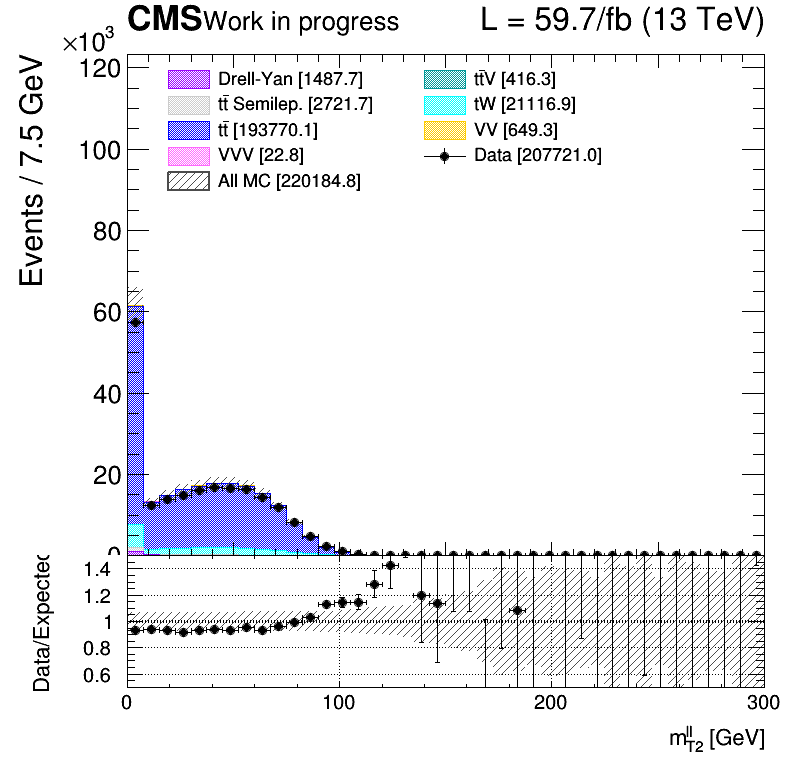 CMS Work in progress L = 59.7/fb (13 TeV)
×10³
Events / 7.5 GeV
120
100
80
60
40
20
0
Drell-Yan [1487.7]
tt̄ Semilep. [2721.7]
tt̄ [193770.1]
VVV [22.8]
All MC [220184.8]
tt̄V [416.3]
tW [21116.9]
VV [649.3]
Data [207721.0]
Data/Expected
1.4
1.2
1
0.8
0.6
0 100 200 300
m^{ll}_{T2} [GeV]